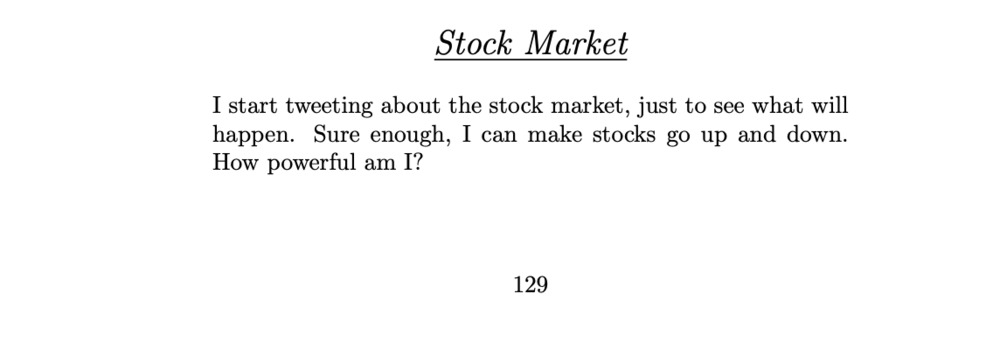 Stock Market
I start tweeting about the stock market, just to see what will
happen. Sure enough, I can make stocks go up and down.
How powerful am I?
129